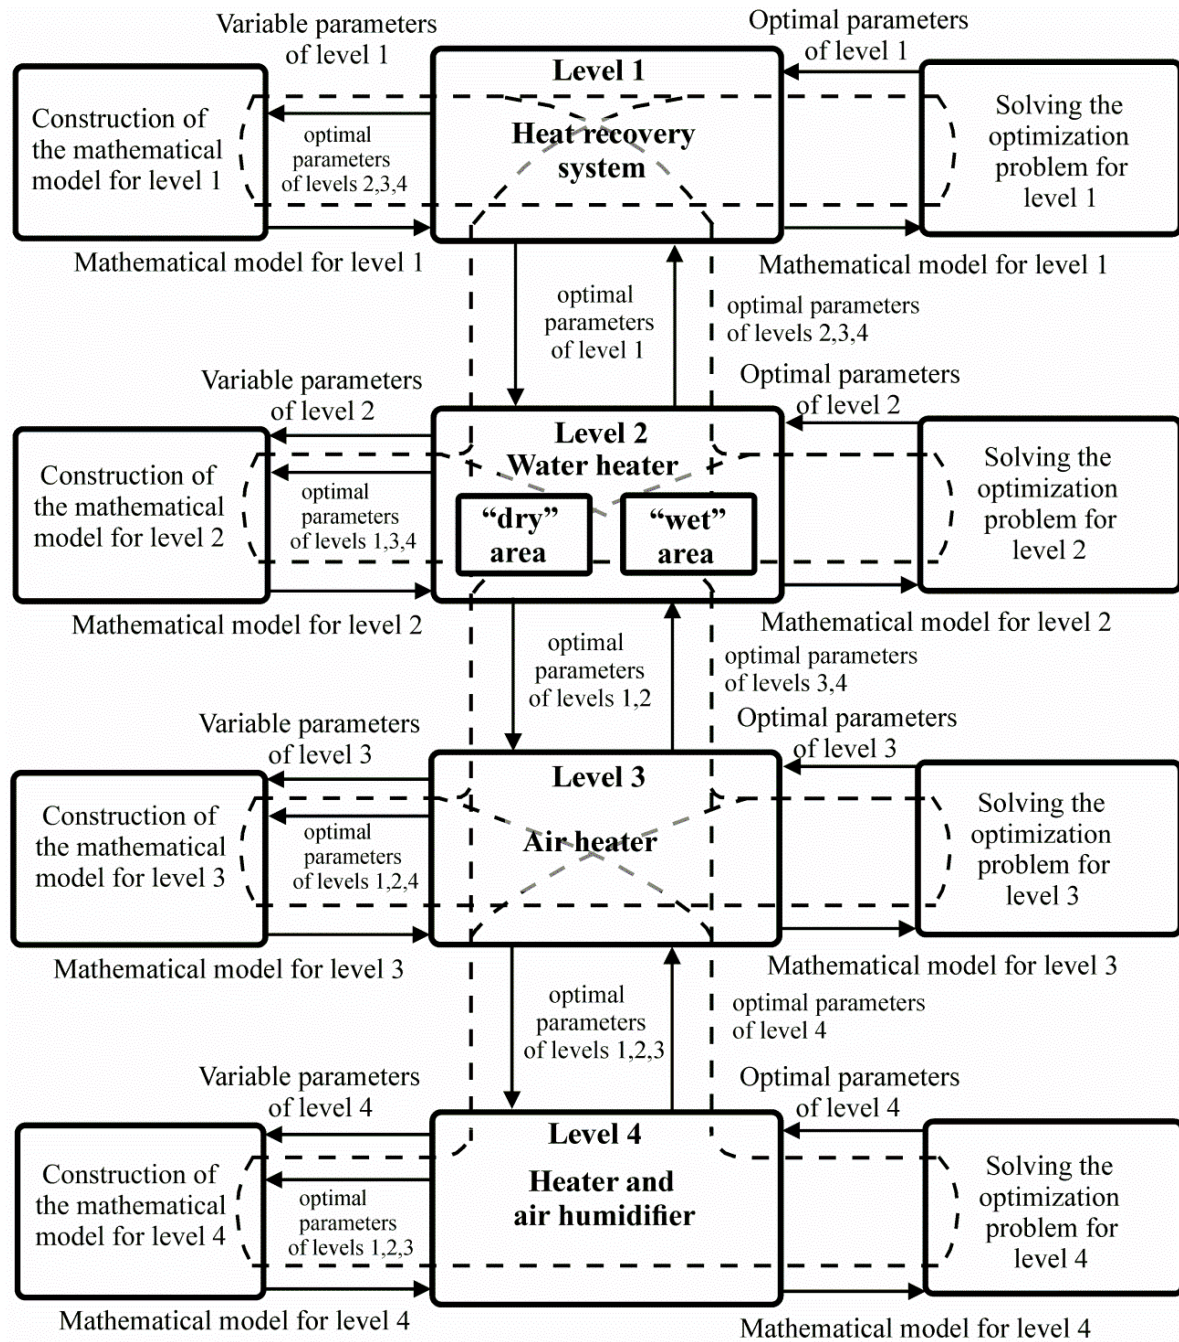 Variable parameters
of level 1
Optimal parameters
of level 1
Level 1
Heat recovery
system
Construction of
the mathematical
model for level 1
optimal
parameters
of levels 2,3,4
Solving the
optimization
problem for
level 1
Mathematical model for level 1
Mathematical model for level 1
optimal
parameters
of level 1
optimal parameters
of levels 2,3,4
Variable parameters
of level 2
Optimal parameters
of level 2
Level 2
Water heater
“dry”
area
“wet”
area
Construction of
the mathematical
model for level 2
optimal
parameters
of levels 1,3,4
Solving the
optimization
problem for
level 2
Mathematical model for level 2
Mathematical model for level 2
optimal
parameters
of levels 1,2
optimal parameters
of levels 3,4
Variable parameters
of level 3
Optimal parameters
of level 3
Level 3
Air heater
Construction of
the mathematical
model for level 3
optimal
parameters
of levels 1,2,4
Solving the
optimization
problem for
level 3
Mathematical model for level 3
Mathematical model for level 3
optimal
parameters
of levels 1,2,3
optimal parameters
of level 4
Variable parameters
of level 4
Optimal parameters
of level 4
Level 4
Heater and
air humidifier
Construction of
the mathematical
model for level 4
optimal
parameters
of levels 1,2,3
Solving the
optimization
problem for
level 4
Mathematical model for level 4
Mathematical model for level 4